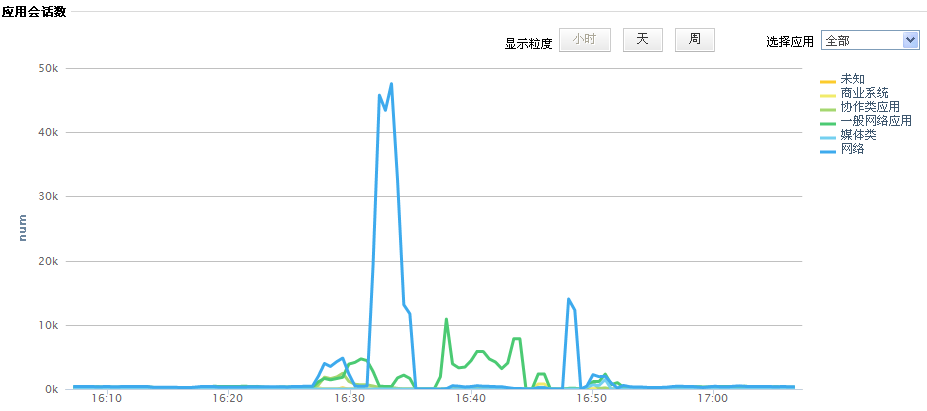 应用会话数
显示粒度 小时 天 周 选择应用 全部
50k
40k
30k
20k
10k
0k
num
16:10 16:20 16:30 16:40 16:50 17:00
未知
商业系统
协作类应用
一般网络应用
媒体类
网络